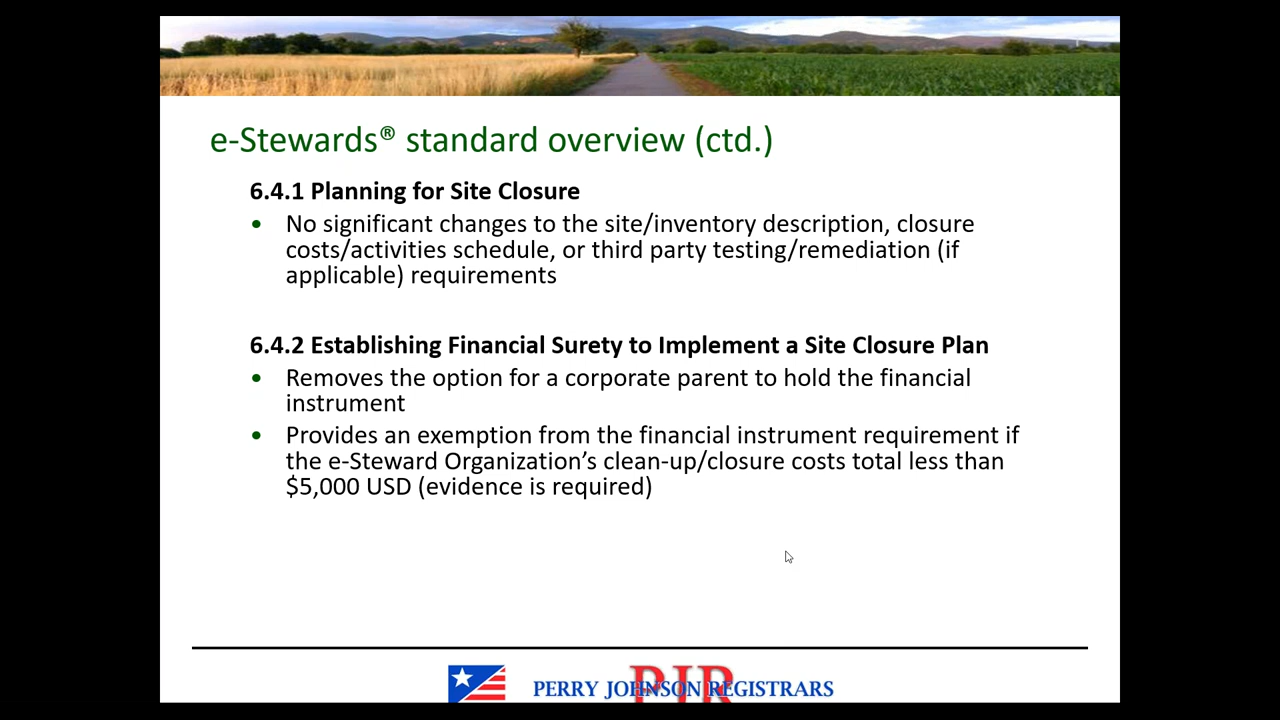 e-Stewards® standard overview (ctd.)
6.4.1 Planning for Site Closure
• No significant changes to the site/inventory description, closure
costs/activities schedule, or third party testing/remediation (if
applicable) requirements
6.4.2 Establishing Financial Surety to Implement a Site Closure Plan
• Removes the option for a corporate parent to hold the financial
instrument
• Provides an exemption from the financial instrument requirement if
the e-Steward Organization’s clean-up/closure costs total less than
$5,000 USD (evidence is required)
PJR
PERRY JOHNSON REGISTRARS